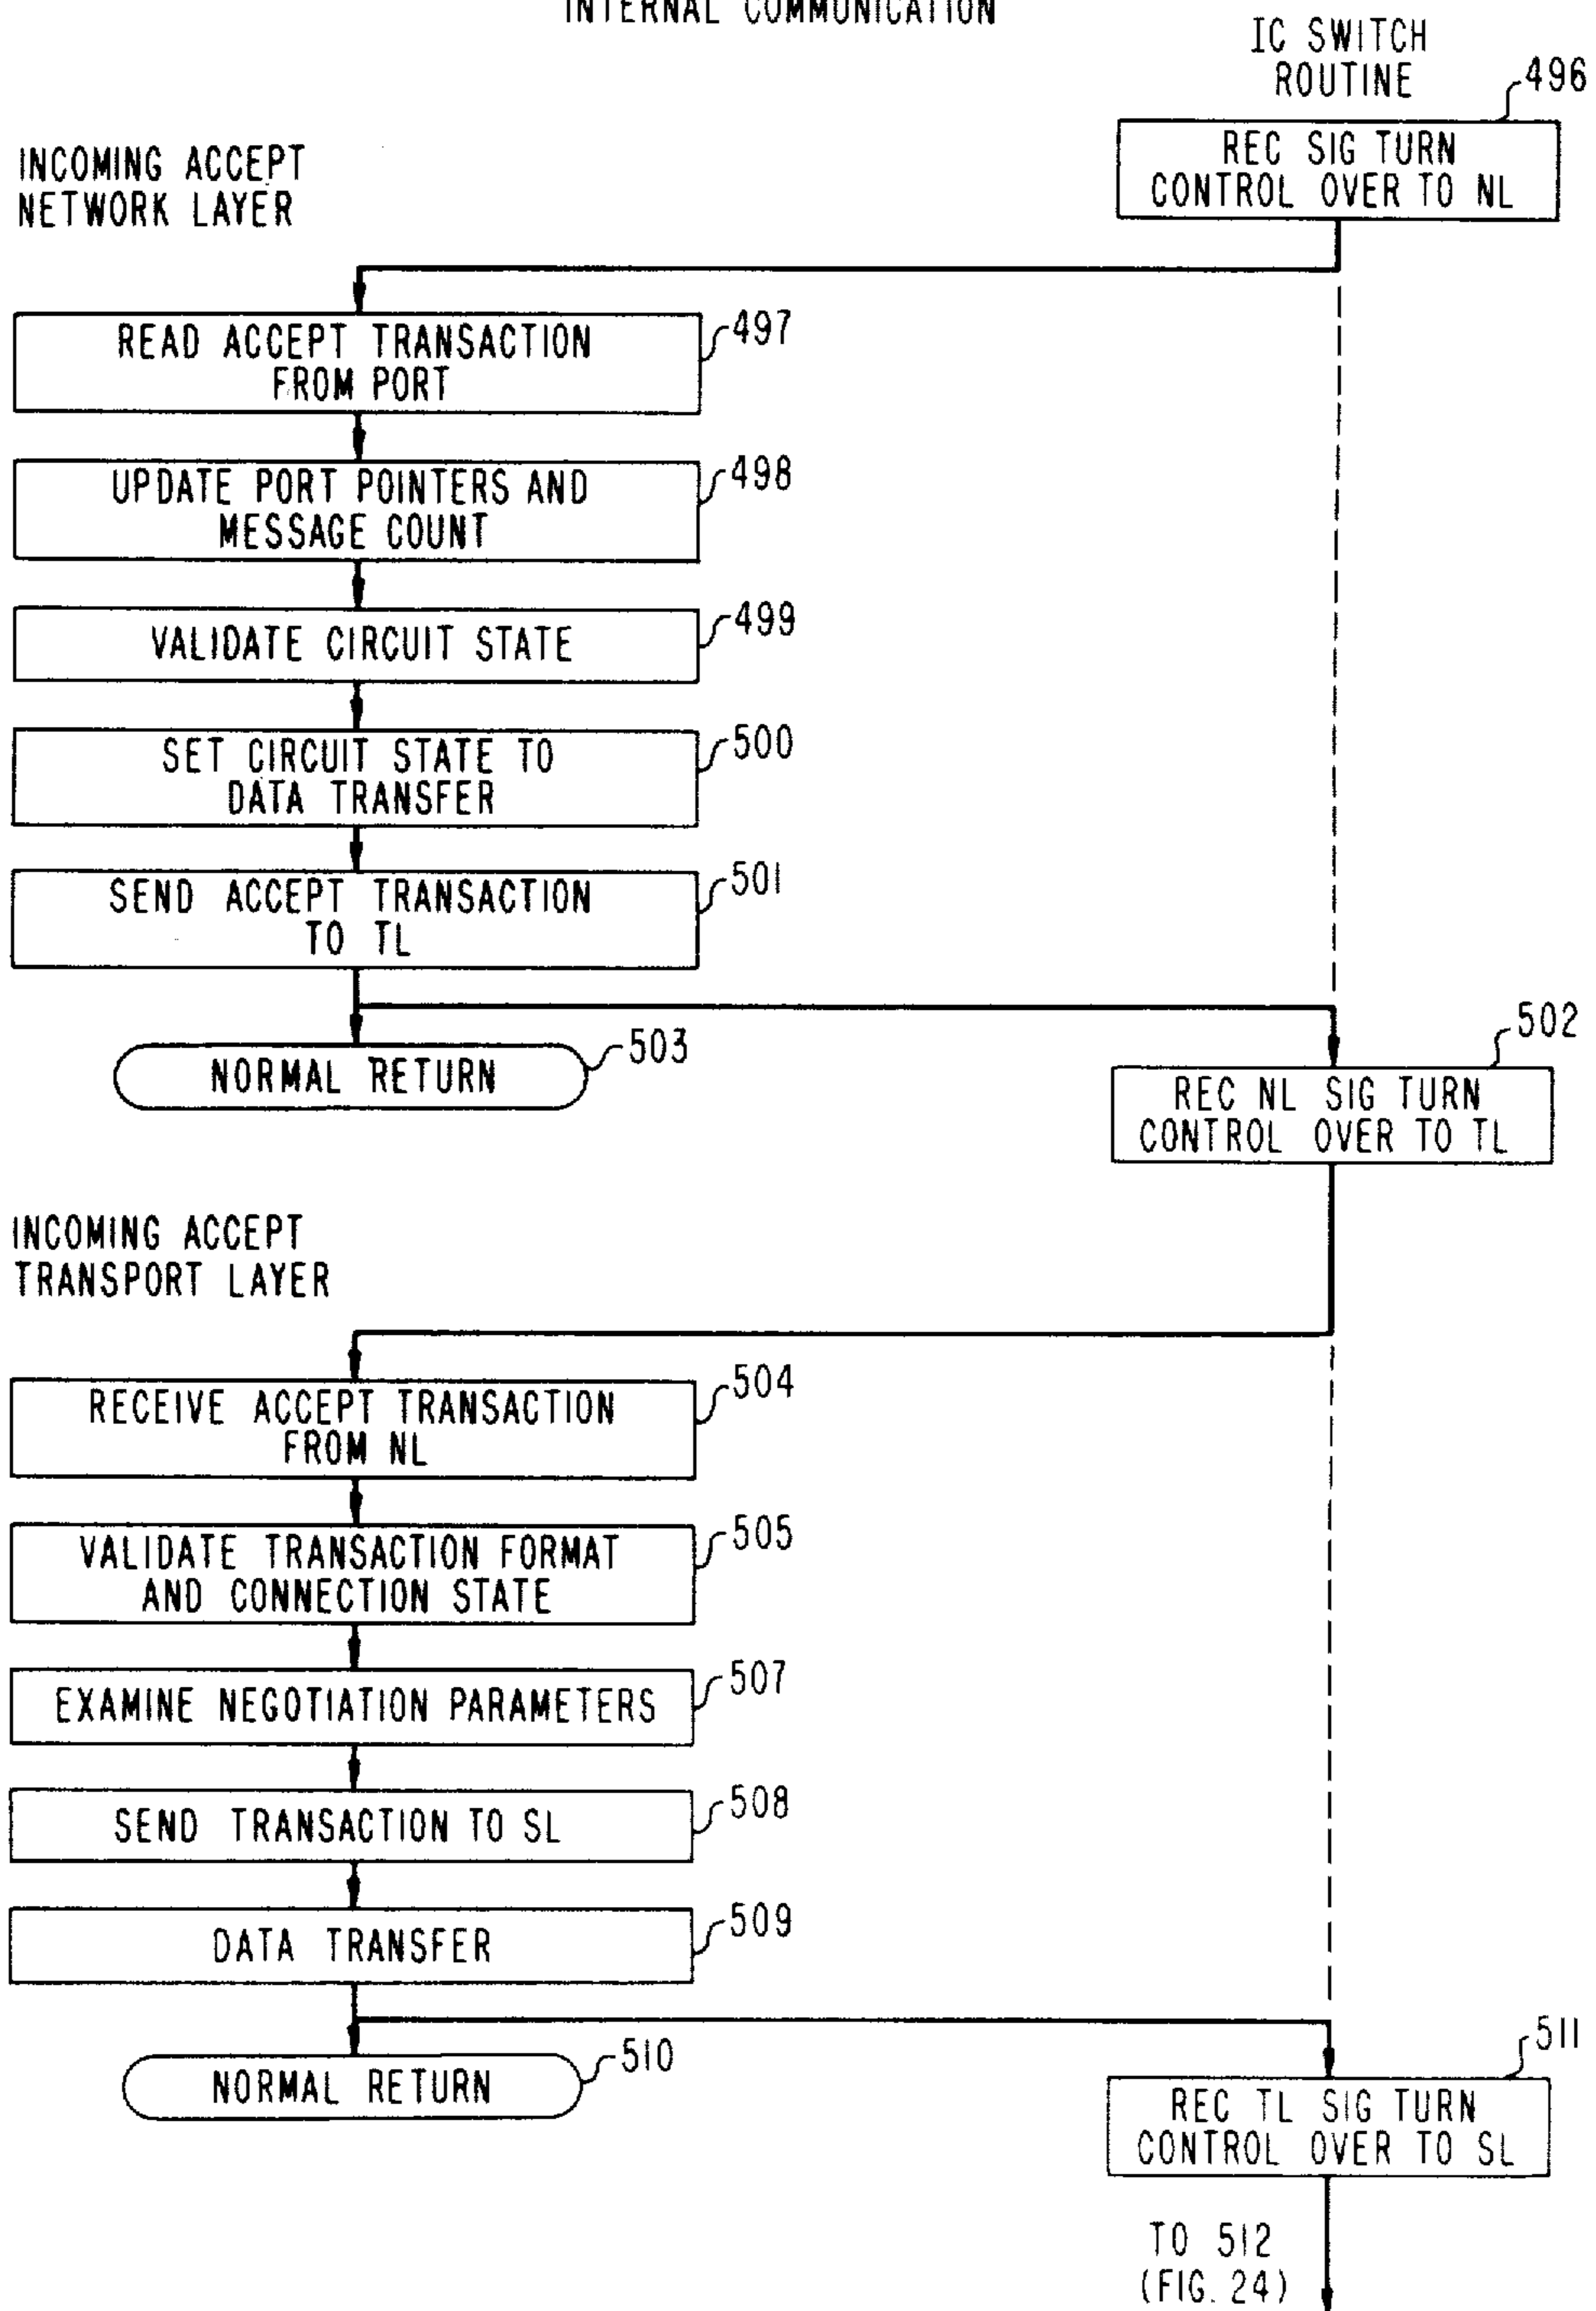 INTERNAL COMMUNICATION
IC SWITCH
ROUTINE
496
REC SIG TURN
CONTROL OVER TO NL
INCOMING ACCEPT
NETWORK LAYER
READ ACCEPT TRANSACTION
FROM PORT
497
UPDATE PORT POINTERS AND
MESSAGE COUNT
498
VALIDATE CIRCUIT STATE
499
SET CIRCUIT STATE TO
DATA TRANSFER
500
SEND ACCEPT TRANSACTION
TO TL
501
NORMAL RETURN
503
502
REC NL SIG TURN
CONTROL OVER TO TL
INCOMING ACCEPT
TRANSPORT LAYER
RECEIVE ACCEPT TRANSACTION
FROM NL
504
VALIDATE TRANSACTION FORMAT
AND CONNECTION STATE
505
EXAMINE NEGOTIATION PARAMETERS
507
SEND TRANSACTION TO SL
508
DATA TRANSFER
509
NORMAL RETURN
510
511
REC TL SIG TURN
CONTROL OVER TO SL
TO 512
(FIG. 24)